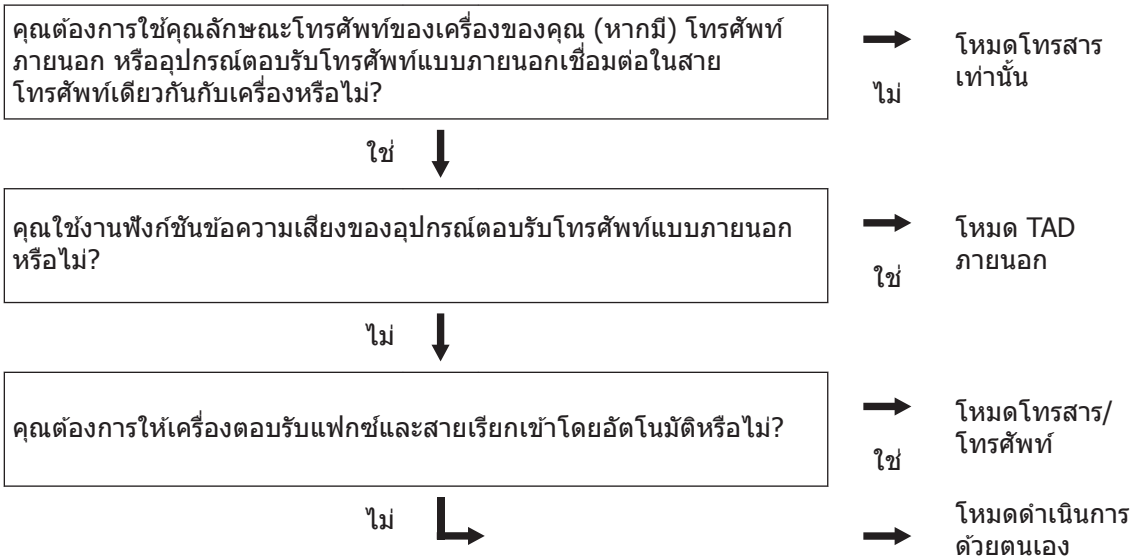 คุณต้องการใช้คุณลักษณะโทรศัพท์ของเครื่องของคุณ (หากมี) โทรศัพท์
ภายนอก หรืออุปกรณ์ตอบรับโทรศัพท์แบบภายนอกเชื่อมต่อในสาย
โทรศัพท์เดียวกันกับเครื่องหรือไม่?
ไม่
โหมดโทรสาร
เท่านั้น
ใช่
คุณใช้งานฟังก์ชันข้อความเสียงของอุปกรณ์ตอบรับโทรศัพท์แบบภายนอก
หรือไม่?
ใช่
โหมด TAD
ภายนอก
ไม่
คุณต้องการให้เครื่องตอบรับแฟกซ์และสายเรียกเข้าโดยอัตโนมัติหรือไม่?
ใช่
โหมดโทรสาร/
โทรศัพท์
ไม่
โหมดดำเนินการ
ด้วยตนเอง